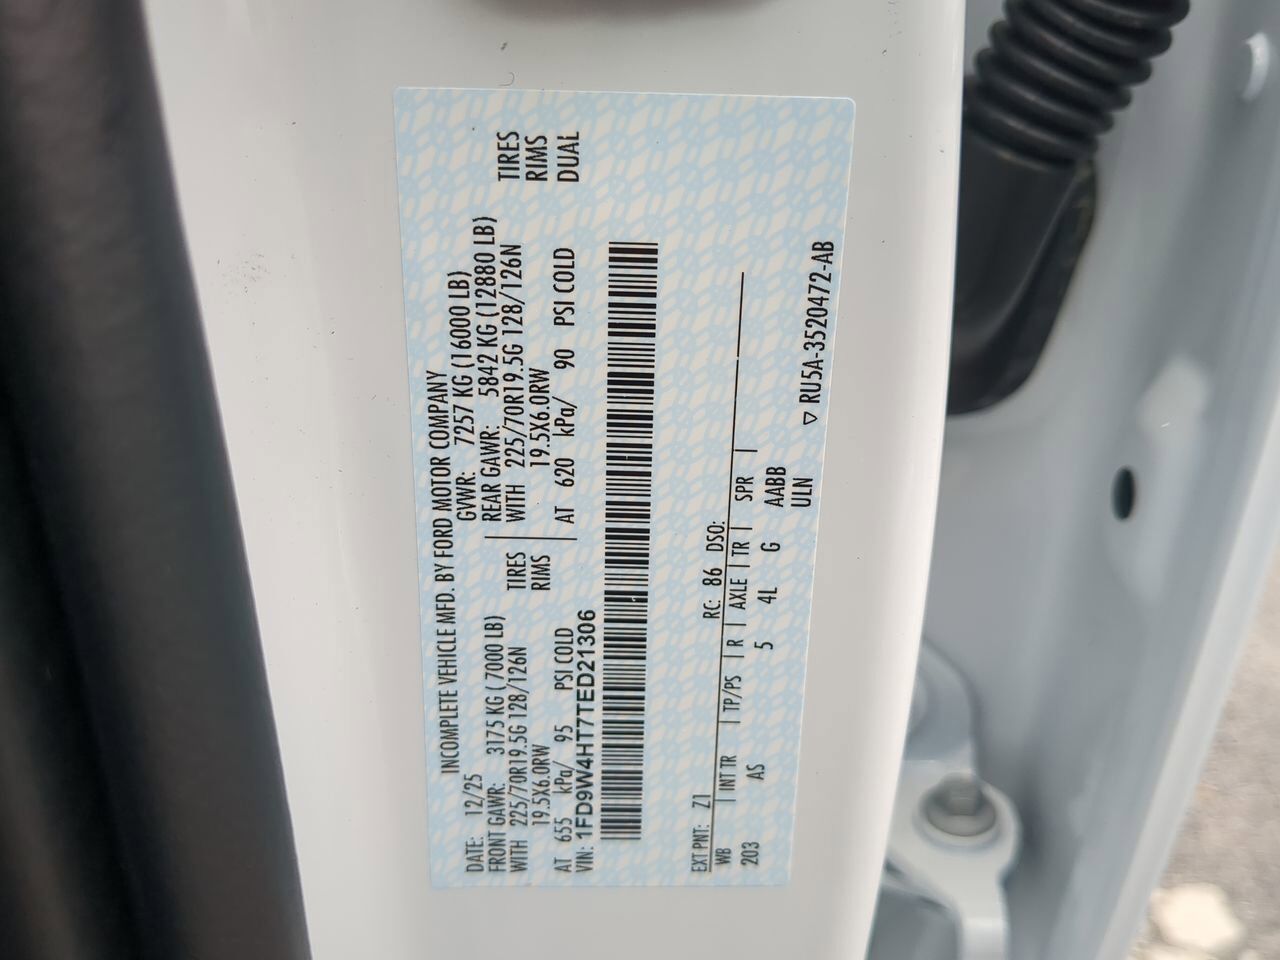 INCOMPLETE VEHICLE MFD. BY FORD MOTOR COMPANY
DATE: 12/25 GVWR: 7257 KG (16000 LB)
FRONT GAWR: 3175 KG ( 7000 LB) REAR GAWR: 5842 KG (12880 LB)
WITH 225/70R19.5G 128/126N TIRES WITH 225/70R19.5G 128/126N TIRES
19.5X6.0RW RIMS 19.5X6.0RW RIMS
AT 655 kPa/ 95 PSI COLD AT 620 kPa/ 90 PSI COLD DUAL
VIN: 1FD9W4HT7TED21306
EXT PNT: Z1 RC: 86 DSO:
WB INT TR TP/PS R AXLE TR SPR
203 AS 5 4L G AABB
ULN
▽ RU5A-3520472-AB